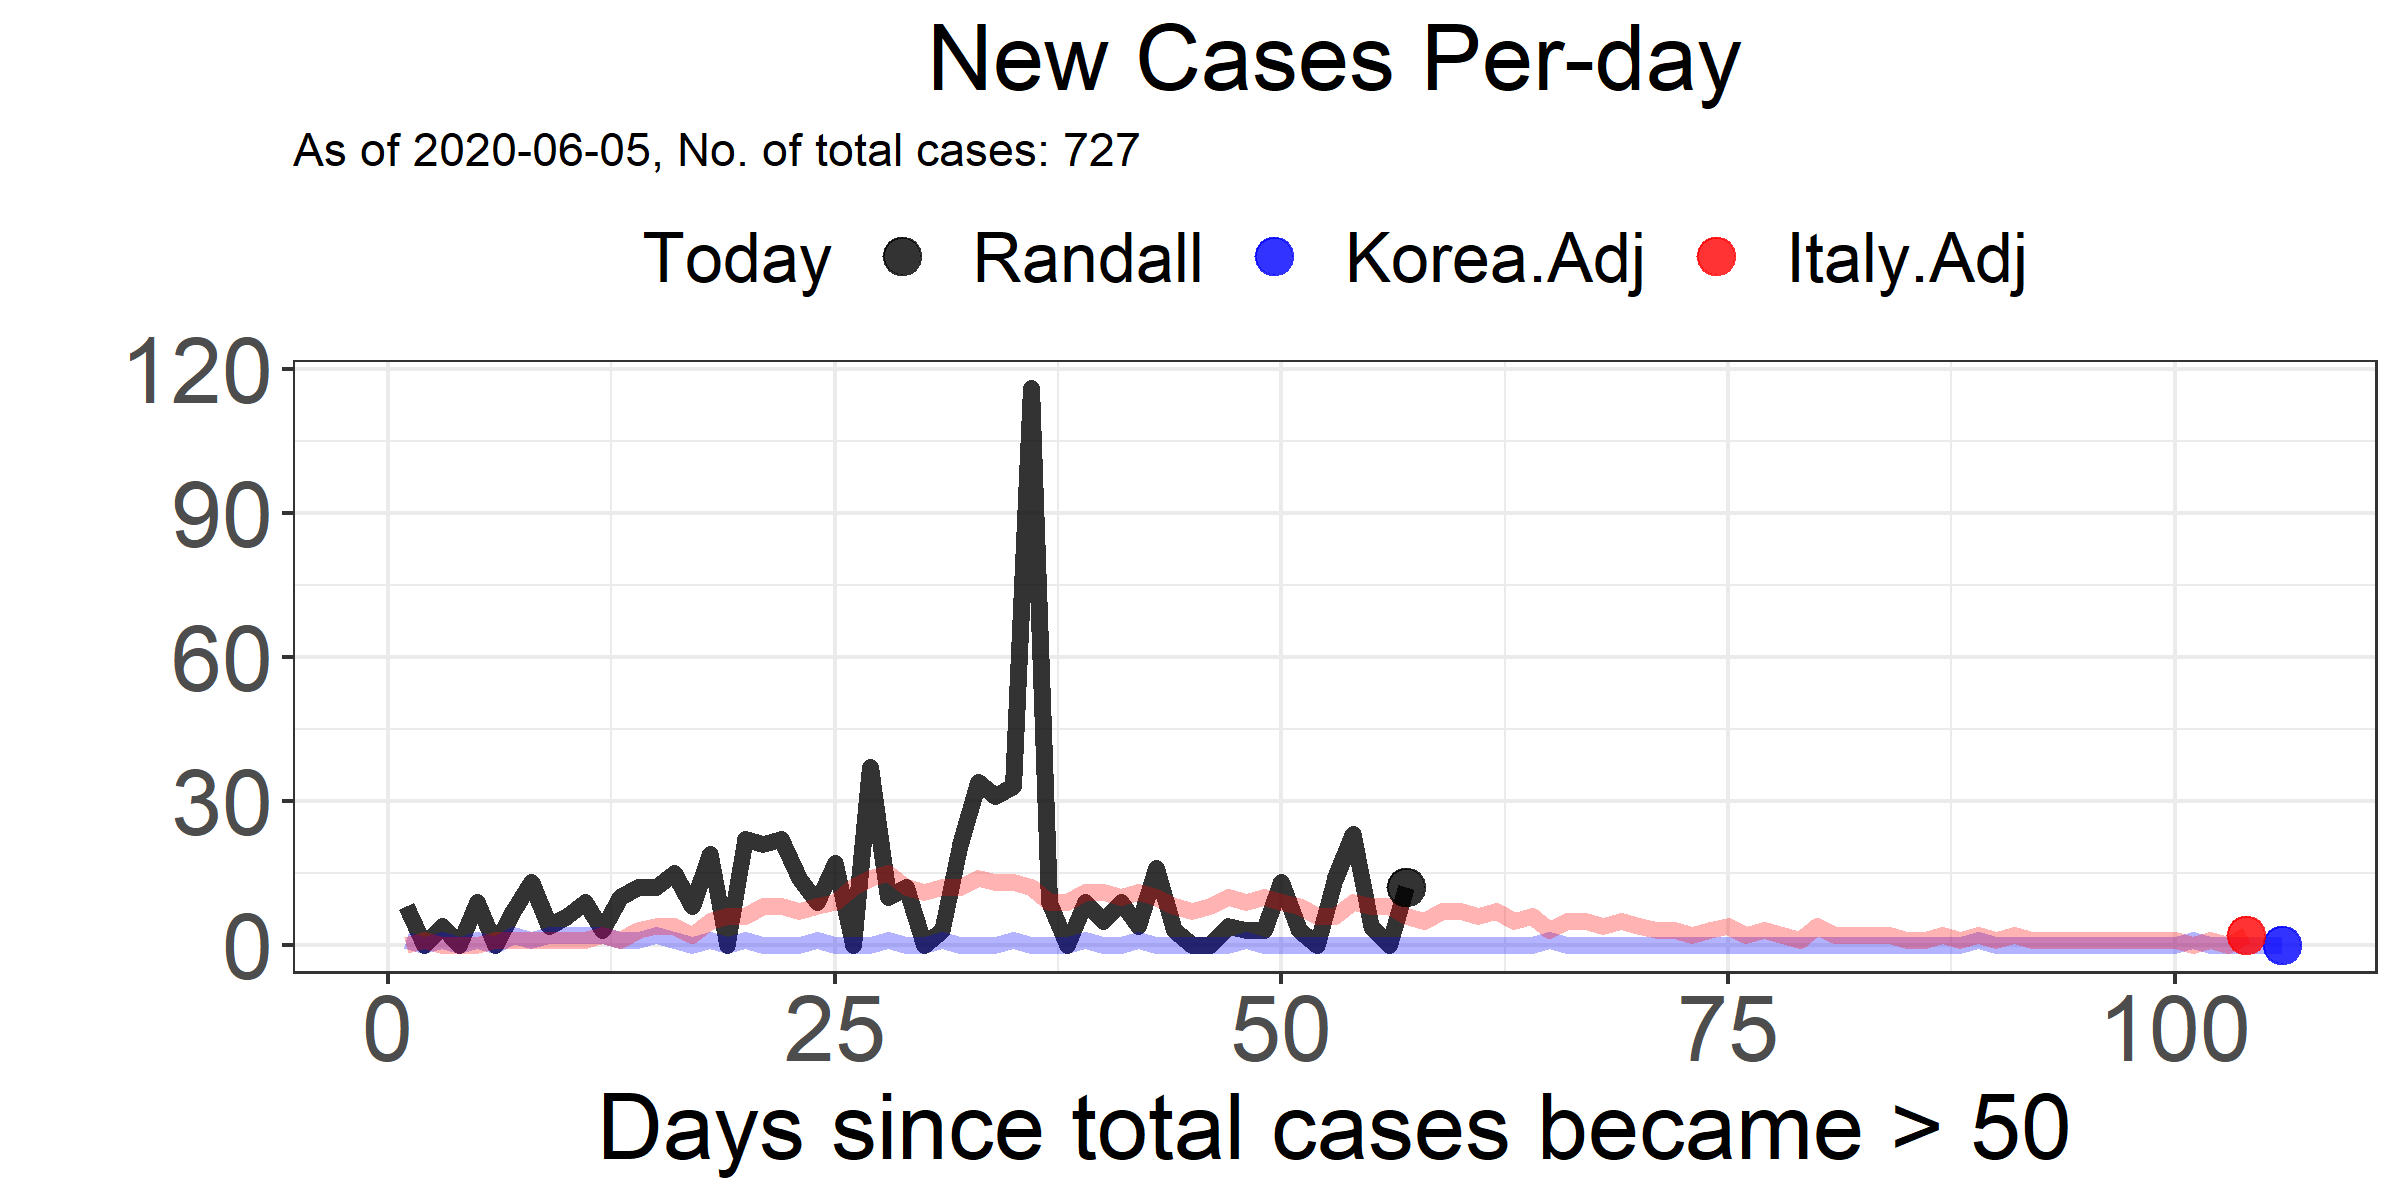 New Cases Per-day
As of 2020-06-05, No. of total cases: 727
Today Randall Korea.Adj Italy.Adj
120
90
60
30
0
0 25 50 75 100
Days since total cases became > 50